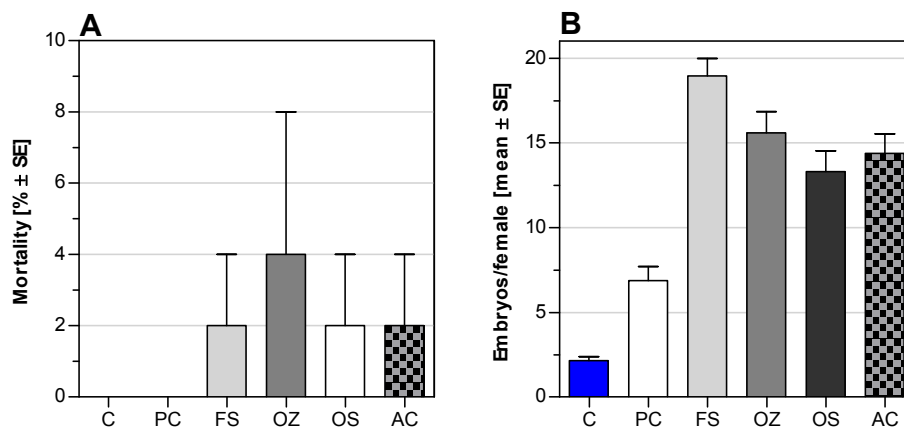 A
Mortality [% ± SE]
10
8
6
4
2
0
C PC FS OZ OS AC
B
Embryos/female [mean ± SE]
20
15
10
5
0
C PC FS OZ OS AC